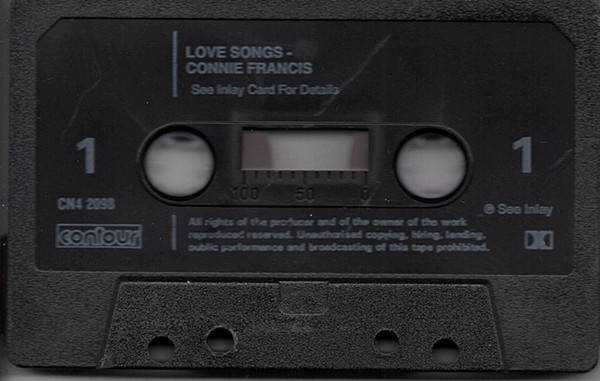 LOVE SONGS -
CONNIE FRANCIS
See Inlay Card For Details
1 1
100 50 0
CN4 2098
℗ See Inlay
contour
All rights of the producer and of the owner of the work
reproduced reserved. Unauthorised copying, hiring, lending,
public performance and broadcasting of this tape prohibited.